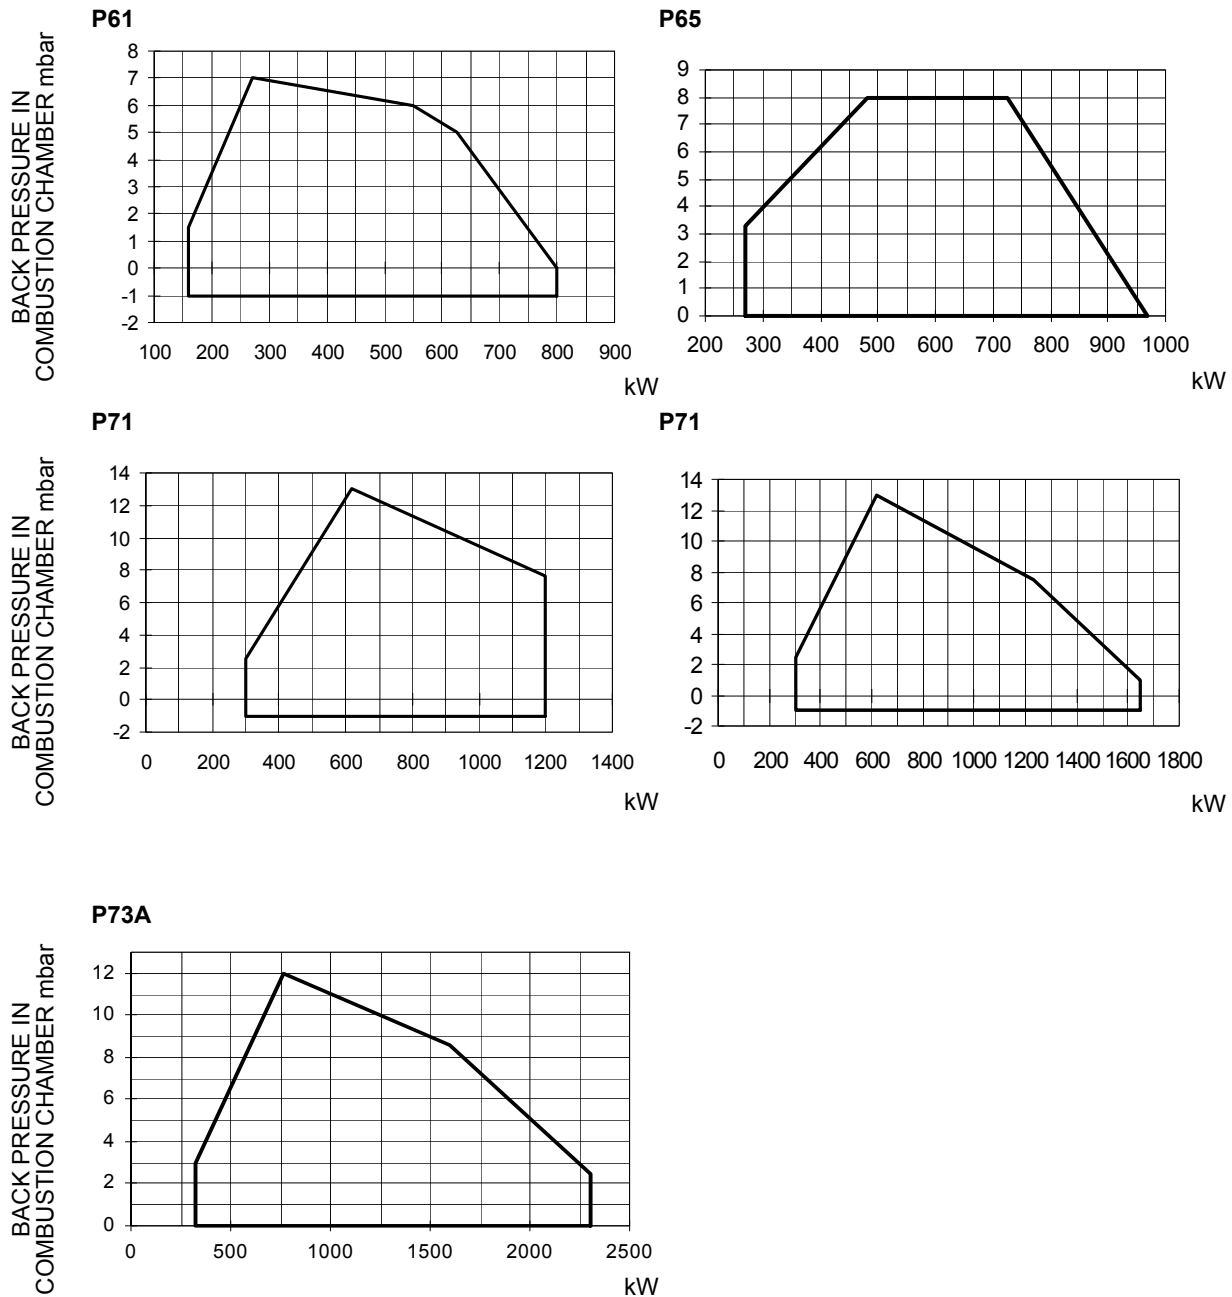 P61
BACK PRESSURE IN
COMBUSTION CHAMBER mbar
8
7
6
5
4
3
2
1
0
-1
-2
100 200 300 400 500 600 700 800 900
kW
P65
9
8
7
6
5
4
3
2
1
0
200 300 400 500 600 700 800 900 1000
kW
P71
BACK PRESSURE IN
COMBUSTION CHAMBER mbar
14
12
10
8
6
4
2
0
-2
0 200 400 600 800 1000 1200 1400
kW
P71
14
12
10
8
6
4
2
0
-2
0 200 400 600 800 1000 1200 1400 1600 1800
kW
P73A
BACK PRESSURE IN
COMBUSTION CHAMBER mbar
12
10
8
6
4
2
0
0 500 1000 1500 2000 2500
kW